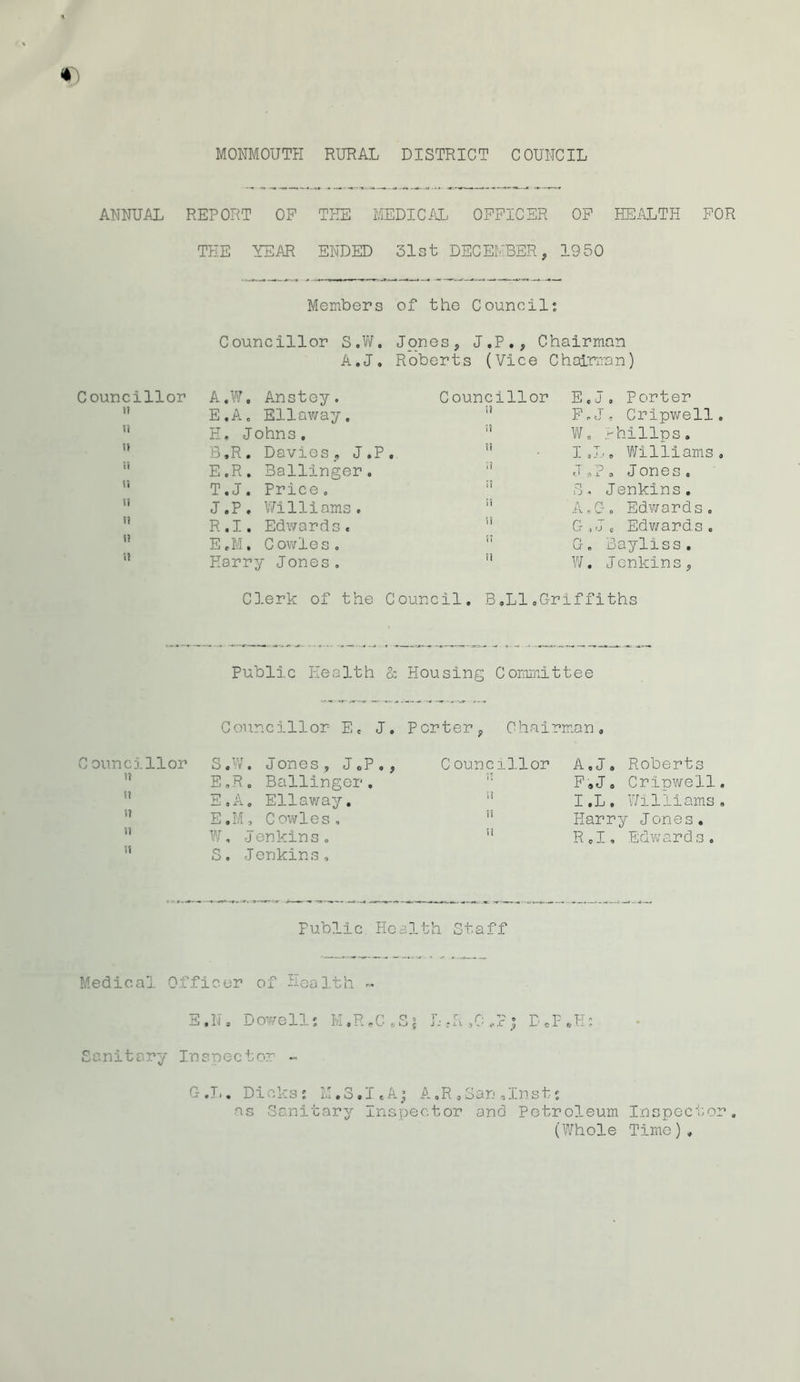 MONMOUTH RURAL DISTRICT COUNCIL
ANNUAL REPORT OF THE MEDICAL OFFICER OF HEALTH FOR
THE YEAR ENDED 31st DECEMBER, 1950
Members of the Council:
Councillor S.W. Jones, J.P., Chairman
A.J. Roberts (Vice Chairman)
Councillor A.W. Anstey. Councillor E.J. Porter
" E.A. Ellaway. " F.J. Cripwell.
" H. Johns. " W. Phillps.
" B.R. Davies, J.P. " I.L. Williams.
" E.R. Ballinger. " J.P. Jones.
" T.J. Price. " S. Jenkins.
" J.P. Williams. " A.G. Edwards.
" R.I. Edwards. " G.J. Edwards.
" E.M. Cowles. " G. Bayliss.
" Harry Jones. " W. Jenkins,
Clerk of the Council. B.Ll.Griffiths
Public Health & Housing Committee
Councillor E. J. Porter, Chairman.
Councillor S.W. Jones, J.P., Councillor A.J. Roberts
" E.R. Ballinger. " F.J. Cripwell.
" E.A. Ellaway. " I.L. Williams.
" E.M. Cowles. " Harry Jones.
" W. Jenkins. " R.I. Edwards.
" S. Jenkins.
Public Health Staff
Medical Officer of Health -
E.N. Dowell: M.R.C.S; L.R.C.P; D.P.H:
Sanitary Inspector -
G.L. Dicks: M.S.I.A; A.R.San.Inst:
as Sanitary Inspector and Petroleum Inspector.
(Whole Time).